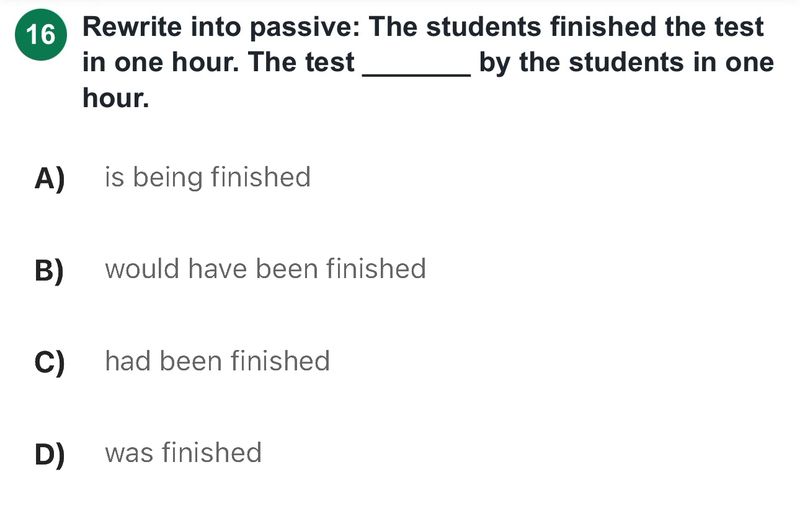 16 Rewrite into passive: The students finished the test
in one hour. The test _______ by the students in one
hour.
A) is being finished
B) would have been finished
C) had been finished
D) was finished